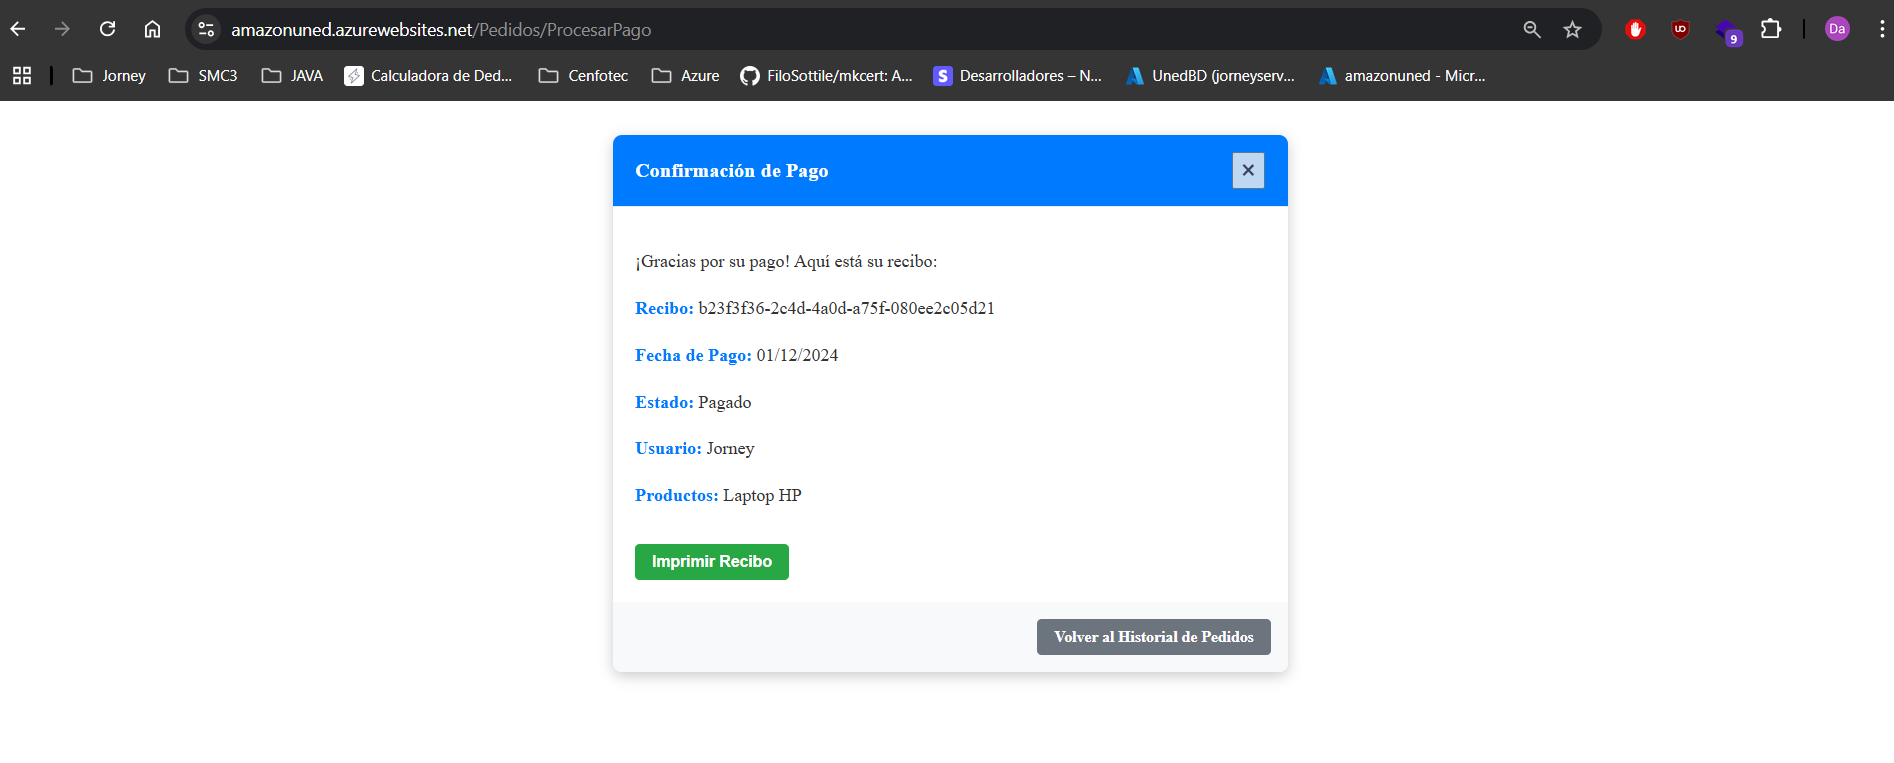 amazonuned.azurewebsites.net/Pedidos/ProcesarPago
9
Da
Jorney
SMC3
JAVA
Calculadora de Ded...
Cenfotec
Azure
FiloSottile/mkcert: A...
S
Desarrolladores – N...
UnedBD (jorneyserv...
amazonuned - Micr...
Confirmación de Pago
×
¡Gracias por su pago! Aquí está su recibo:
Recibo: b23f3f36-2c4d-4a0d-a75f-080ee2c05d21
Fecha de Pago: 01/12/2024
Estado: Pagado
Usuario: Jorney
Productos: Laptop HP
Imprimir Recibo
Volver al Historial de Pedidos